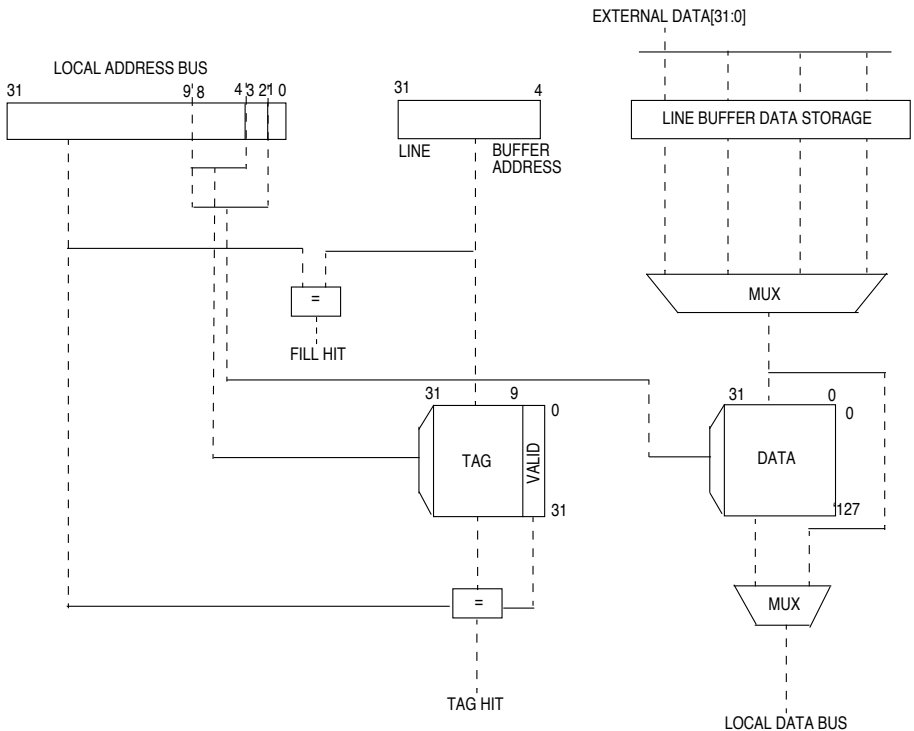 EXTERNAL DATA[31:0]
LOCAL ADDRESS BUS
31 9 8 4 3 2 1 0
31 4
LINE BUFFER DATA STORAGE
LINE BUFFER
ADDRESS
MUX
=
FILL HIT
31 9
0
TAG
VALID
31
31 0
0
DATA
127
=
MUX
TAG HIT
LOCAL DATA BUS